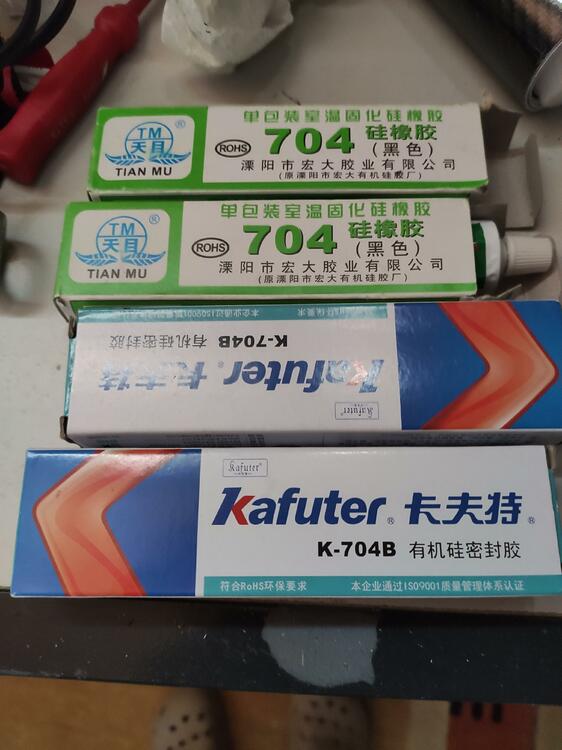 单包装室温固化硅橡胶
TM
天目
®
TIAN MU
ROHS
704 硅橡胶
(黑色)
溧阳市宏大胶业有限公司
(原溧阳市宏大有机硅胶厂)
单包装室温固化硅橡胶
TM
天目
®
TIAN MU
ROHS
704 硅橡胶
(黑色)
溧阳市宏大胶业有限公司
(原溧阳市宏大有机硅胶厂)
Kafuter
Kafuter® 卡夫特
K-704B 有机硅密封胶
Kafuter®
Kafuter® 卡夫特®
K-704B 有机硅密封胶
符合RoHS环保要求 本企业通过ISO9001质量管理体系认证